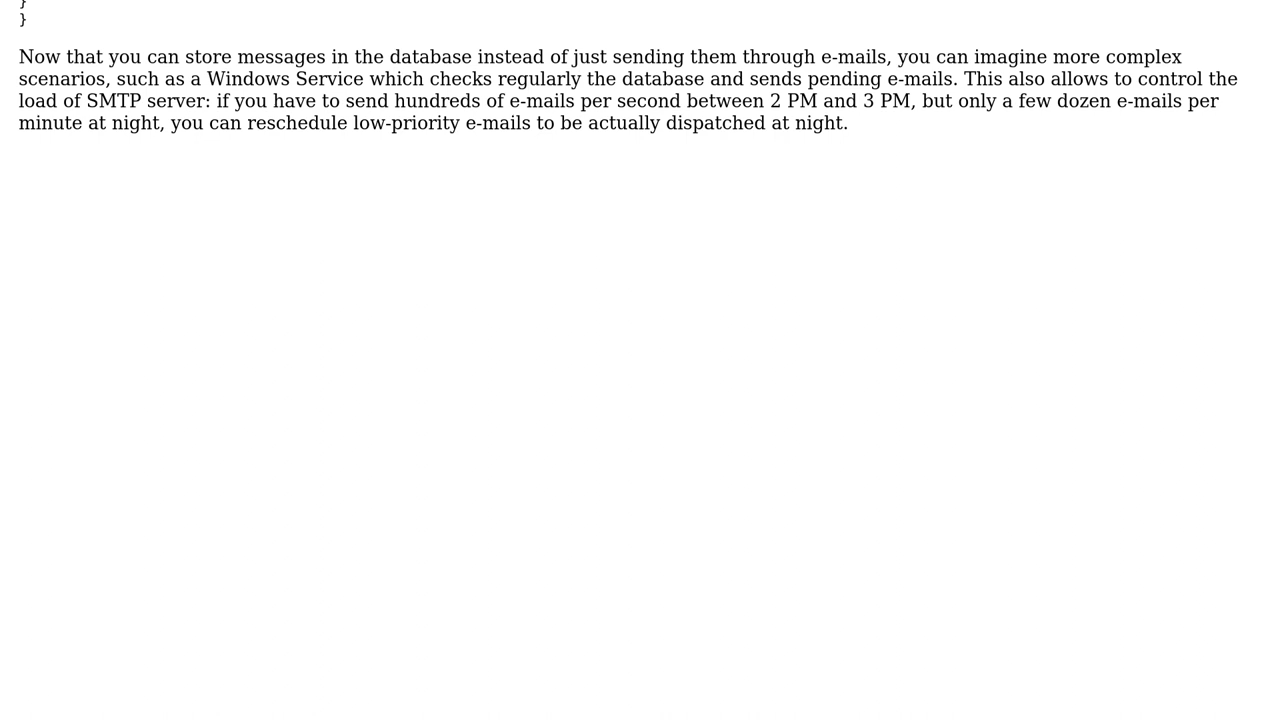 }
}
Now that you can store messages in the database instead of just sending them through e-mails, you can imagine more complex
scenarios, such as a Windows Service which checks regularly the database and sends pending e-mails. This also allows to control the
load of SMTP server: if you have to send hundreds of e-mails per second between 2 PM and 3 PM, but only a few dozen e-mails per
minute at night, you can reschedule low-priority e-mails to be actually dispatched at night.